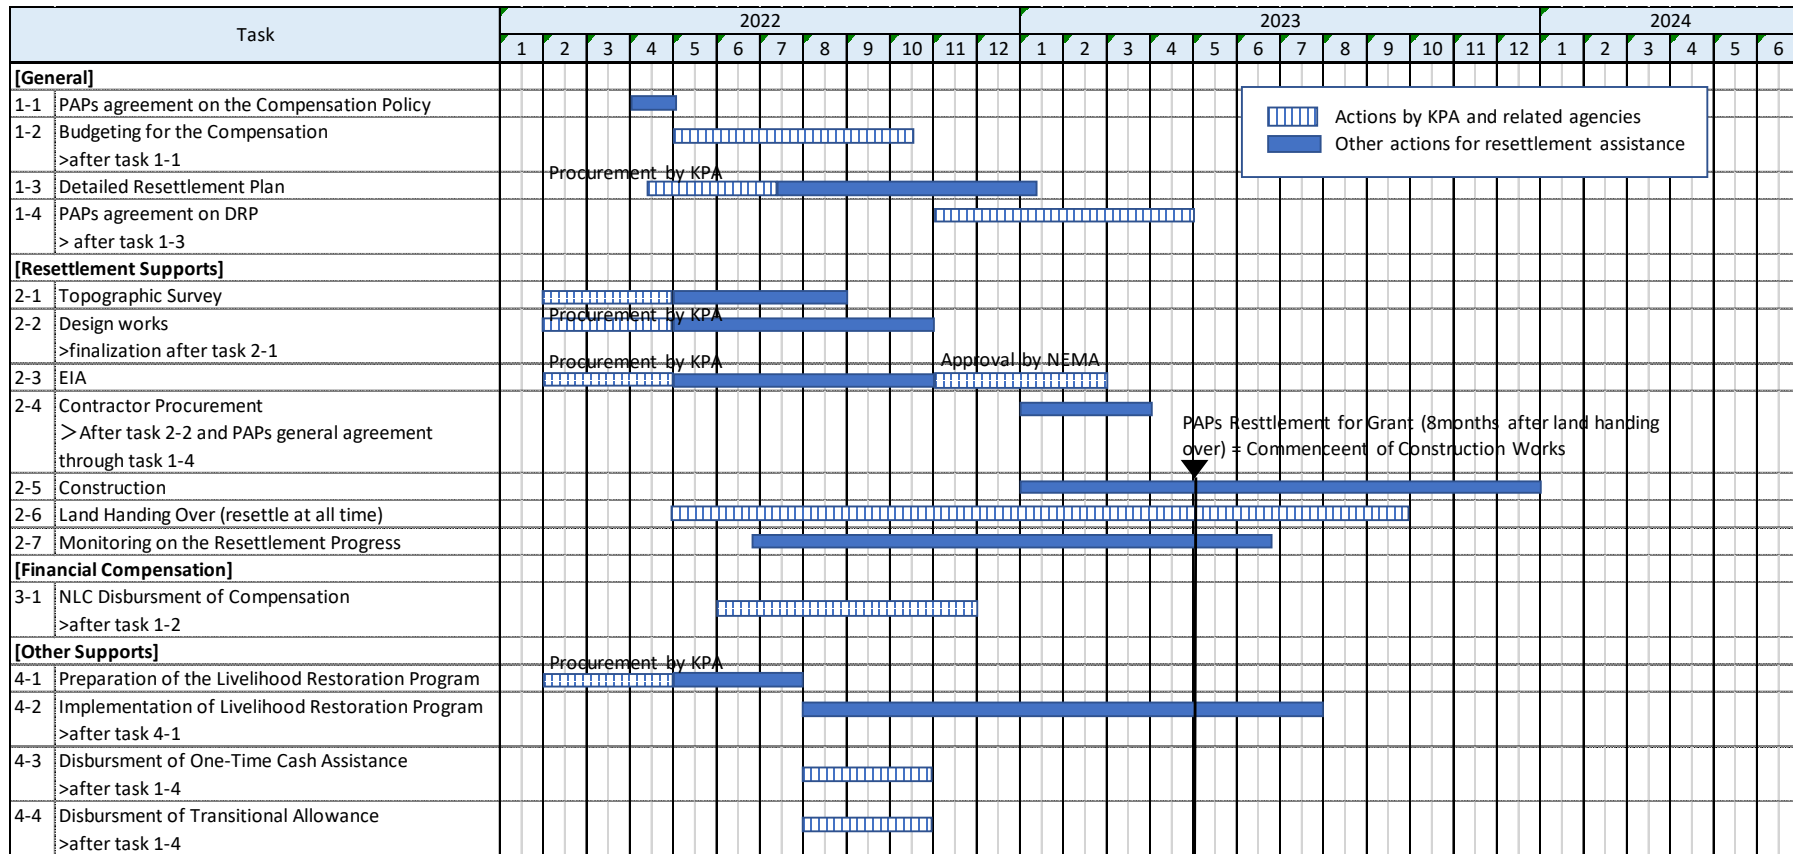 Task
2022
2023
2024
1 2 3 4 5 6 7 8 9 10 11 12 1 2 3 4 5 6 7 8 9 10 11 12 1 2 3 4 5 6
[General]
1-1 PAPs agreement on the Compensation Policy
1-2 Budgeting for the Compensation
>after task 1-1
Actions by KPA and related agencies
Other actions for resettlement assistance
Procurement by KPA
1-3 Detailed Resettlement Plan
1-4 PAPs agreement on DRP
> after task 1-3
[Resettlement Supports]
2-1 Topographic Survey
Procurement by KPA
2-2 Design works
>finalization after task 2-1
Procurement by KPA
Approval by NEMA
2-3 EIA
2-4 Contractor Procurement
＞After task 2-2 and PAPs general agreement
through task 1-4
PAPs Resttlement for Grant (8months after land handing
over) = Commenceent of Construction Works
2-5 Construction
2-6 Land Handing Over (resettle at all time)
2-7 Monitoring on the Resettlement Progress
[Financial Compensation]
3-1 NLC Disbursment of Compensation
>after task 1-2
[Other Supports]
Procurement by KPA
4-1 Preparation of the Livelihood Restoration Program
4-2 Implementation of Livelihood Restoration Program
>after task 4-1
4-3 Disbursment of One-Time Cash Assistance
>after task 1-4
4-4 Disbursment of Transitional Allowance
>after task 1-4